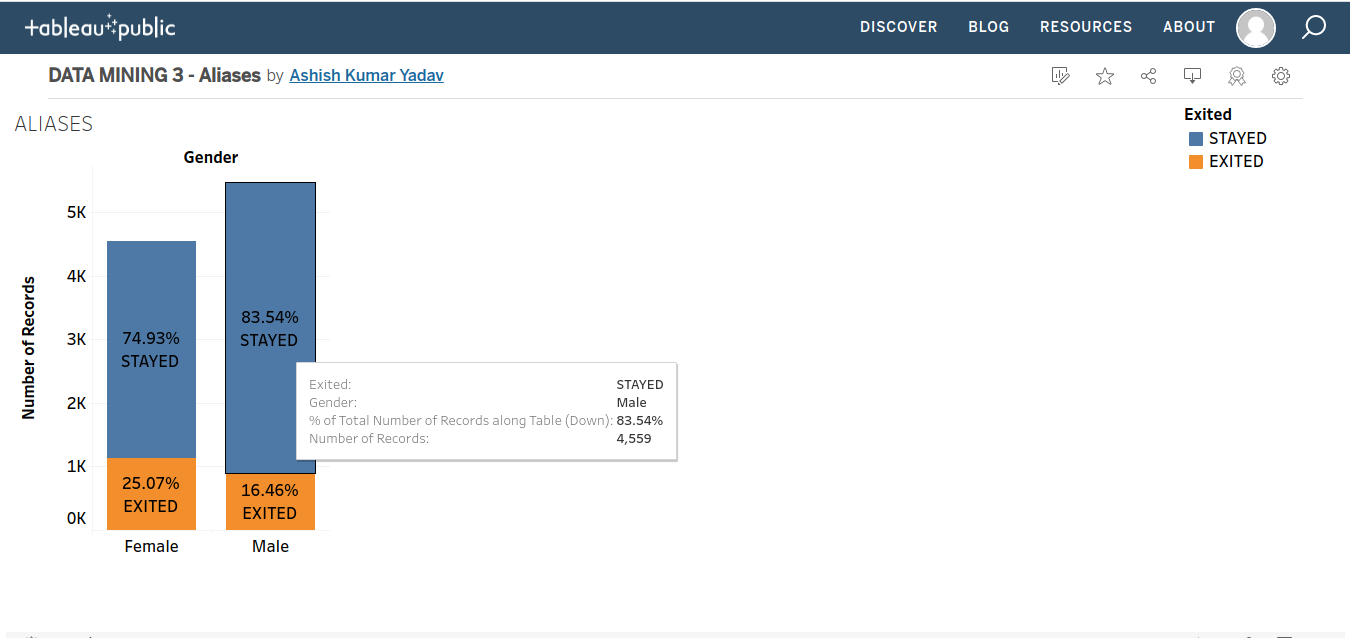 tableau public
DISCOVER BLOG RESOURCES ABOUT
DATA MINING 3 - Aliases by Ashish Kumar Yadav
ALIASES
Exited
STAYED
EXITED
Gender
Number of Records
5K
4K
3K
2K
1K
0K
74.93%
STAYED
25.07%
EXITED
83.54%
STAYED
16.46%
EXITED
Female
Male
Exited: STAYED
Gender: Male
% of Total Number of Records along Table (Down): 83.54%
Number of Records: 4,559